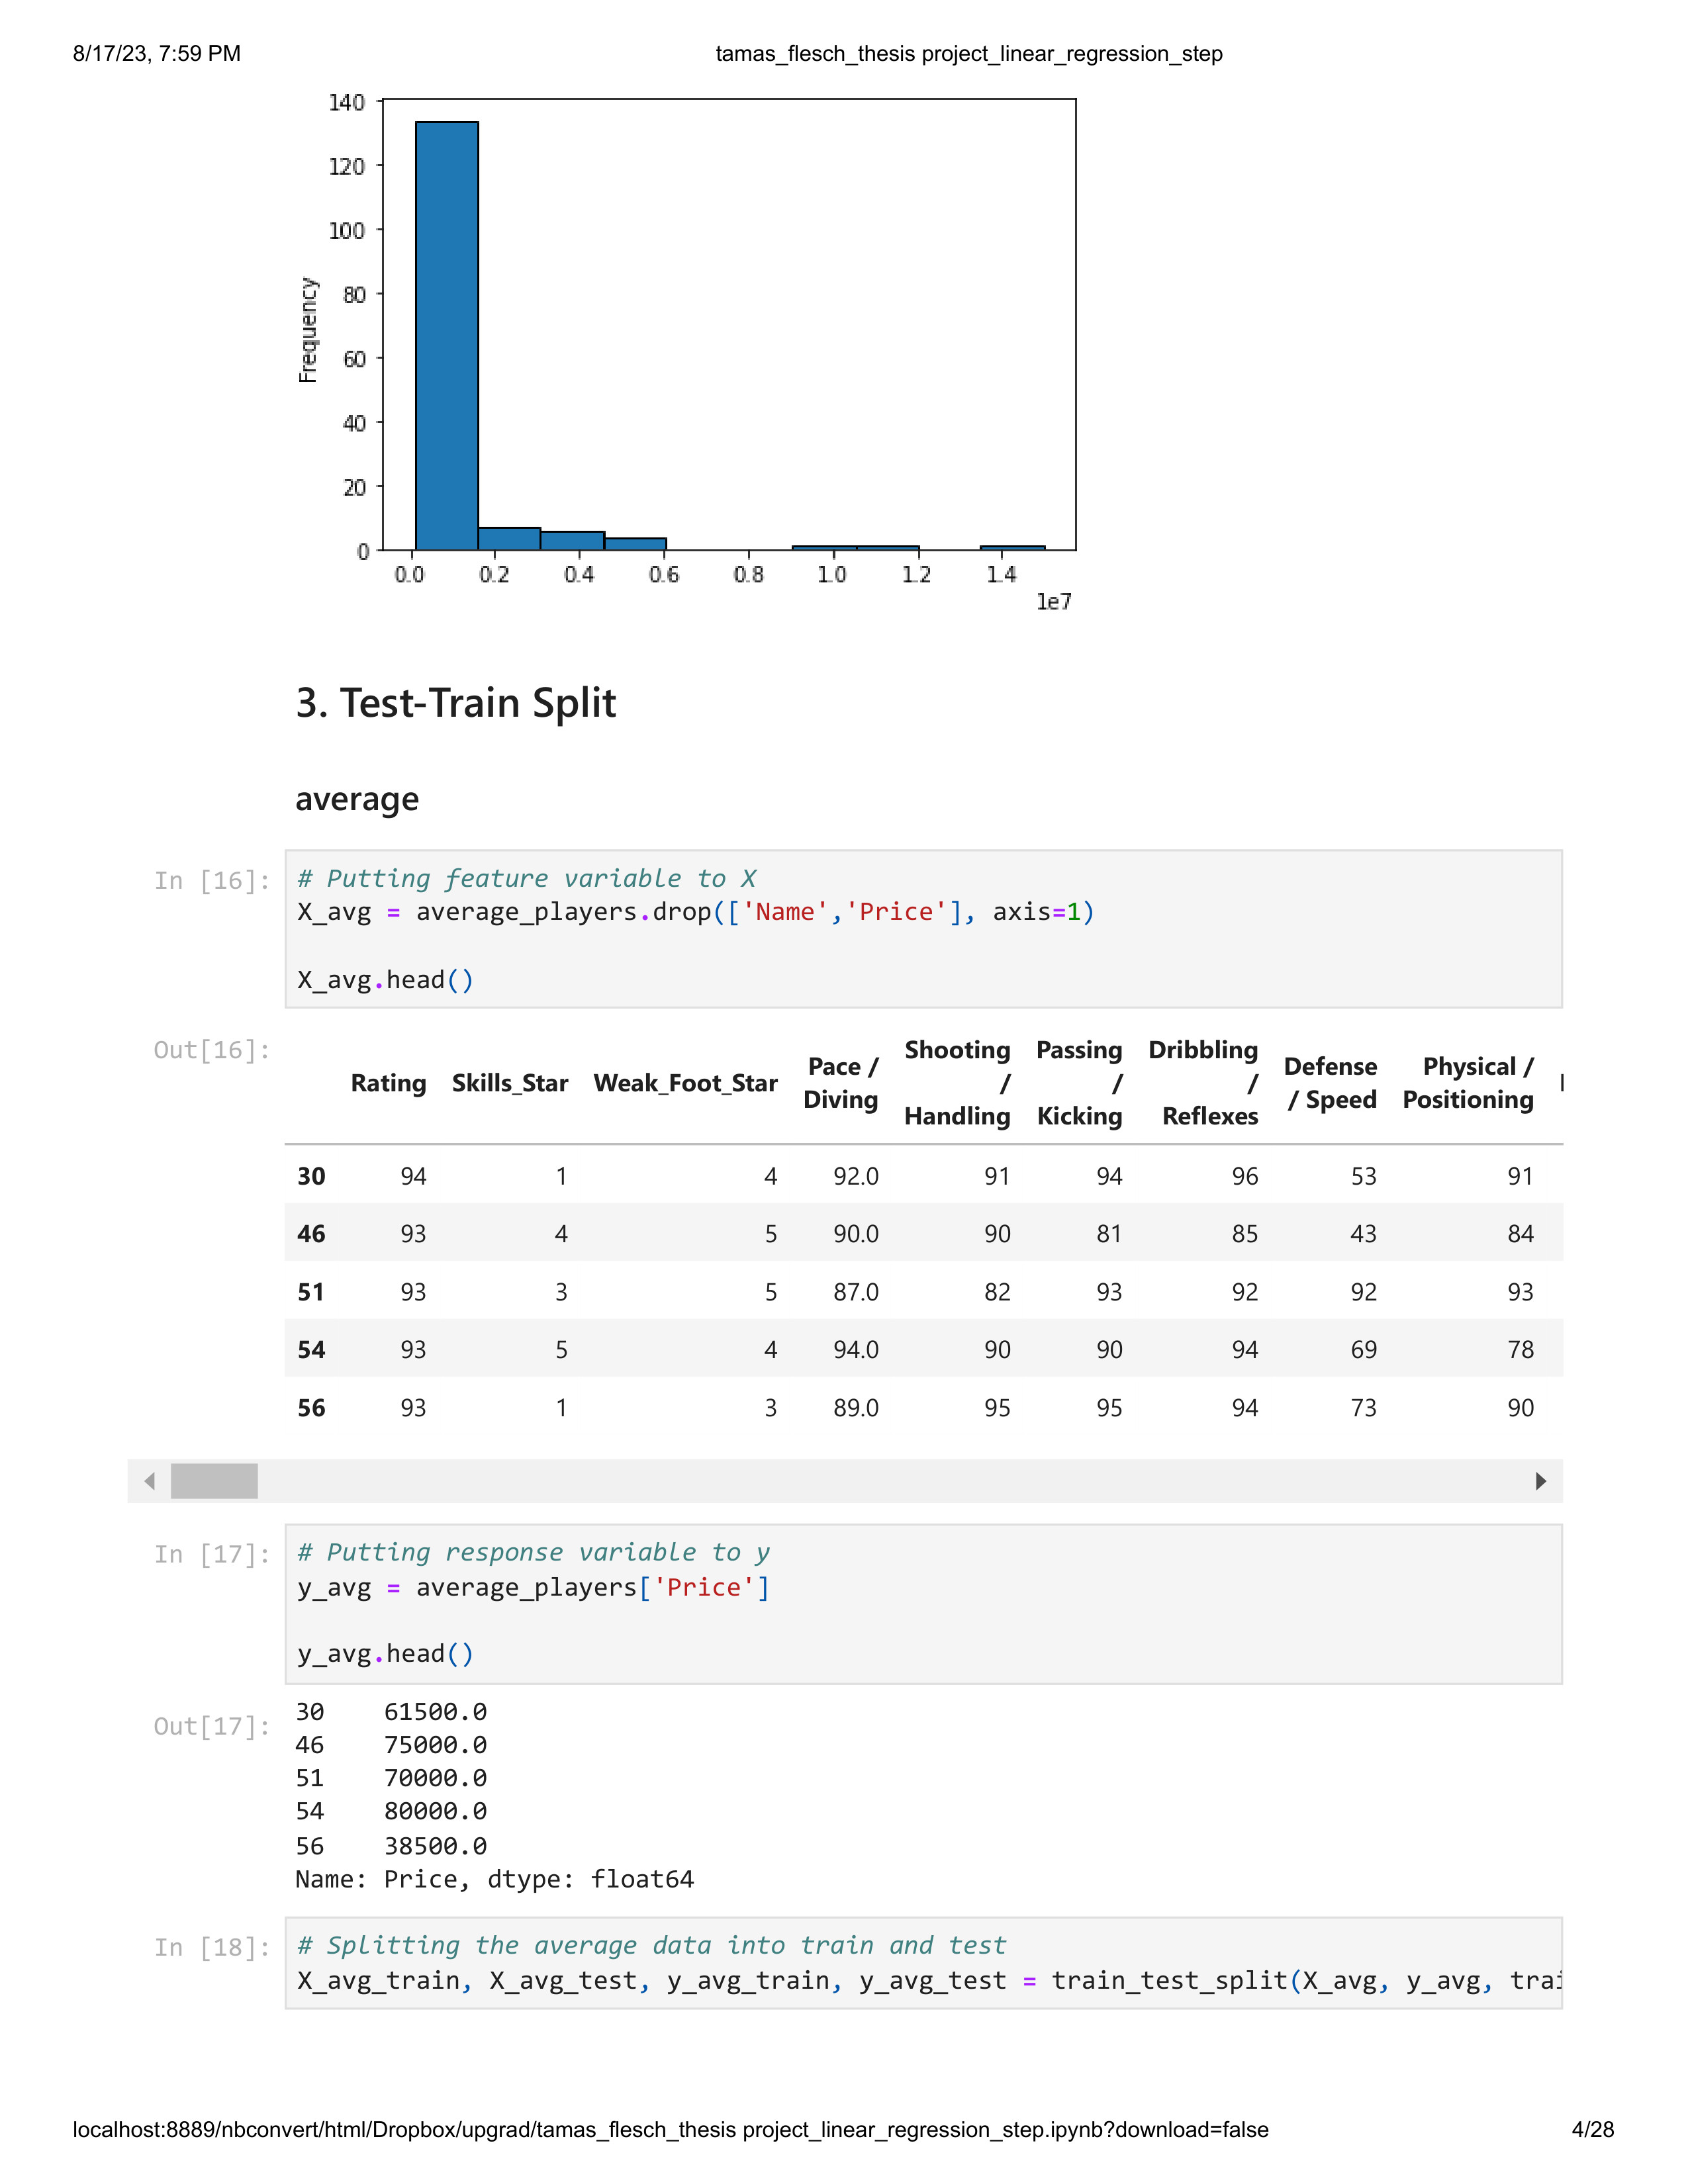 8/17/23, 7:59 PM tamas_flesch_thesis project_linear_regression_step
140
120
100
80
60
40
20
0
Frequency
0.0 0.2 0.4 0.6 0.8 1.0 1.2 1.4
1e7
3. Test-Train Split
average
In [16]: # Putting feature variable to X
X_avg = average_players.drop(['Name','Price'], axis=1)
X_avg.head()
Out[16]:
Rating Skills_Star Weak_Foot_Star Pace / Diving Shooting / Handling Passing / Kicking Dribbling / Reflexes Defense / Speed Physical / Positioning
30 94 1 4 92.0 91 94 96 53 91
46 93 4 5 90.0 90 81 85 43 84
51 93 3 5 87.0 82 93 92 92 93
54 93 5 4 94.0 90 90 94 69 78
56 93 1 3 89.0 95 95 94 73 90
In [17]: # Putting response variable to y
y_avg = average_players['Price']
y_avg.head()
Out[17]: 30 61500.0
46 75000.0
51 70000.0
54 80000.0
56 38500.0
Name: Price, dtype: float64
In [18]: # Splitting the average data into train and test
X_avg_train, X_avg_test, y_avg_train, y_avg_test = train_test_split(X_avg, y_avg, trai
localhost:8889/nbconvert/html/Dropbox/upgrad/tamas_flesch_thesis project_linear_regression_step.ipynb?download=false 4/28